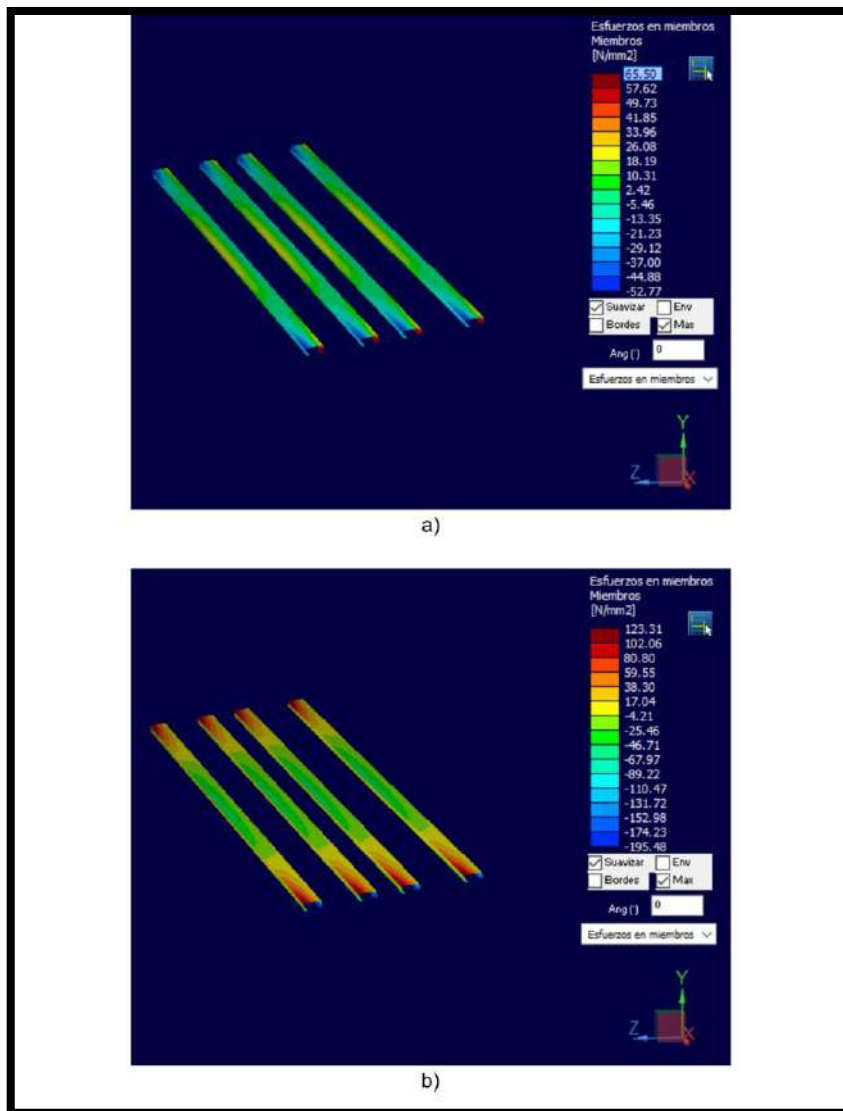 Esfuerzos en miembros
Miembros
[N/mm2]
65.50
57.62
49.73
41.85
33.96
26.08
18.19
10.31
2.42
-5.46
-13.35
-21.23
-29.12
-37.00
-44.88
-52.77
Suavizar Env
Bordes Max
Ang (') 0
Esfuerzos en miembros
Y
Z X
a)
Esfuerzos en miembros
Miembros
[N/mm2]
123.31
102.06
80.80
59.55
38.30
17.04
-4.21
-25.46
-46.71
-67.97
-89.22
-110.47
-131.72
-152.98
-174.23
-195.48
Suavizar Env
Bordes Max
Ang (') 0
Esfuerzos en miembros
Y
Z X
b)